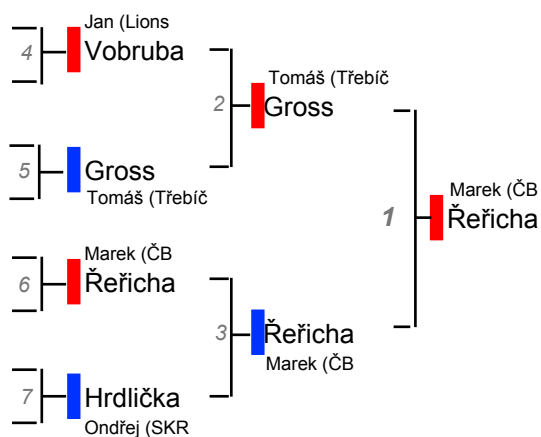 Jan (Lions
4
Vobruba
Tomáš (Třebíč
2
Gross
5
Gross
Tomáš (Třebíč
Marek (ČB
1
Řeřicha
Marek (ČB
6
Řeřicha
3
Řeřicha
Marek (ČB
7
Hrdlička
Ondřej (SKR